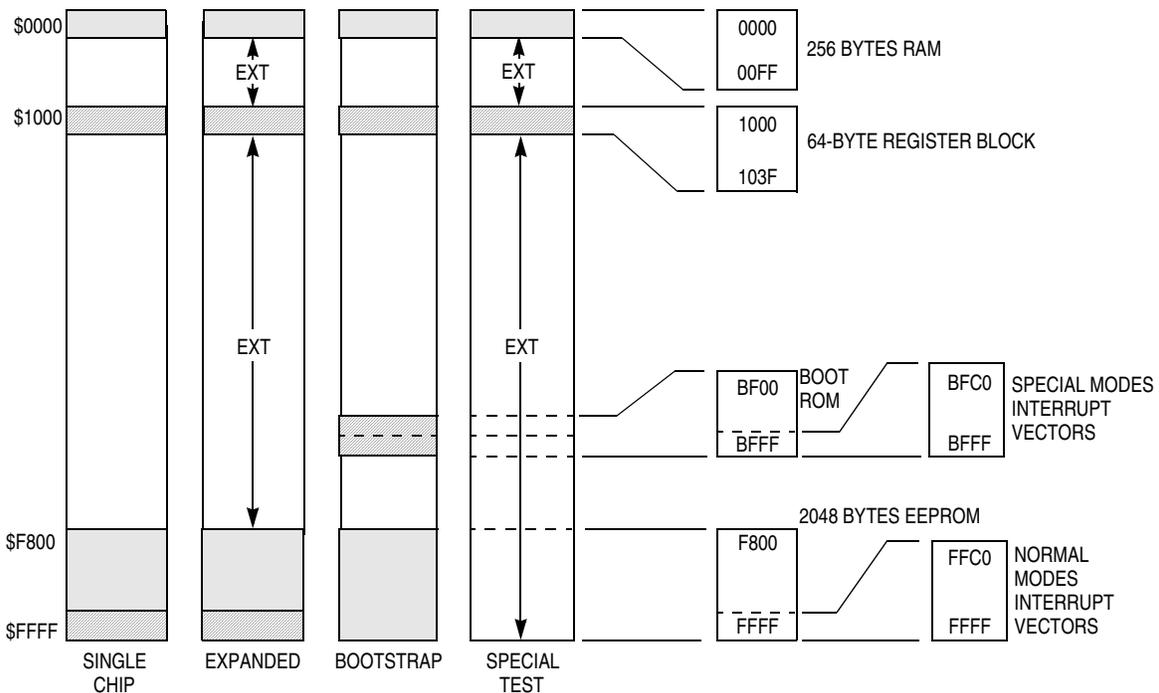 $0000
EXT
EXT
0000
00FF
256 BYTES RAM
$1000
1000
103F
64-BYTE REGISTER BLOCK
EXT
EXT
BF00
BFFF
BOOT
ROM
BFC0
BFFF
SPECIAL MODES
INTERRUPT
VECTORS
2048 BYTES EEPROM
$F800
F800
FFFF
FFC0
FFFF
NORMAL
MODES
INTERRUPT
VECTORS
$FFFF
SINGLE
CHIP
EXPANDED
BOOTSTRAP
SPECIAL
TEST